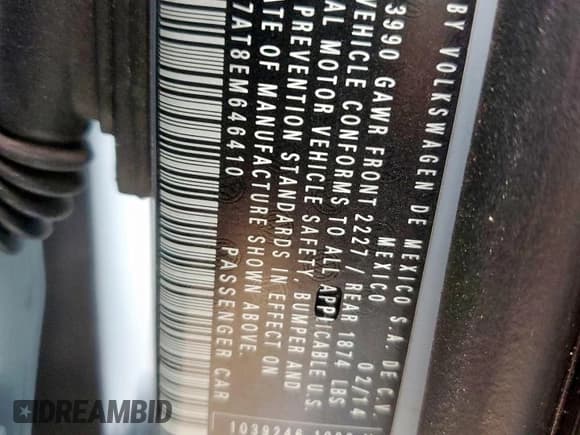 BY VOLKSWAGEN DE MEXICO S.A. DE C.V.
MEXICO
3990 GAWR FRONT 2227 / REAR 1874 LBS 02/14
VEHICLE CONFORMS TO ALL APPLICABLE U.S.
AL MOTOR VEHICLE SAFETY, BUMPER AND
PREVENTION STANDARDS IN EFFECT ON
ATE OF MANUFACTURE SHOWN ABOVE.
7AT8EM646410 PASSENGER CAR
1039246
DREAMBID